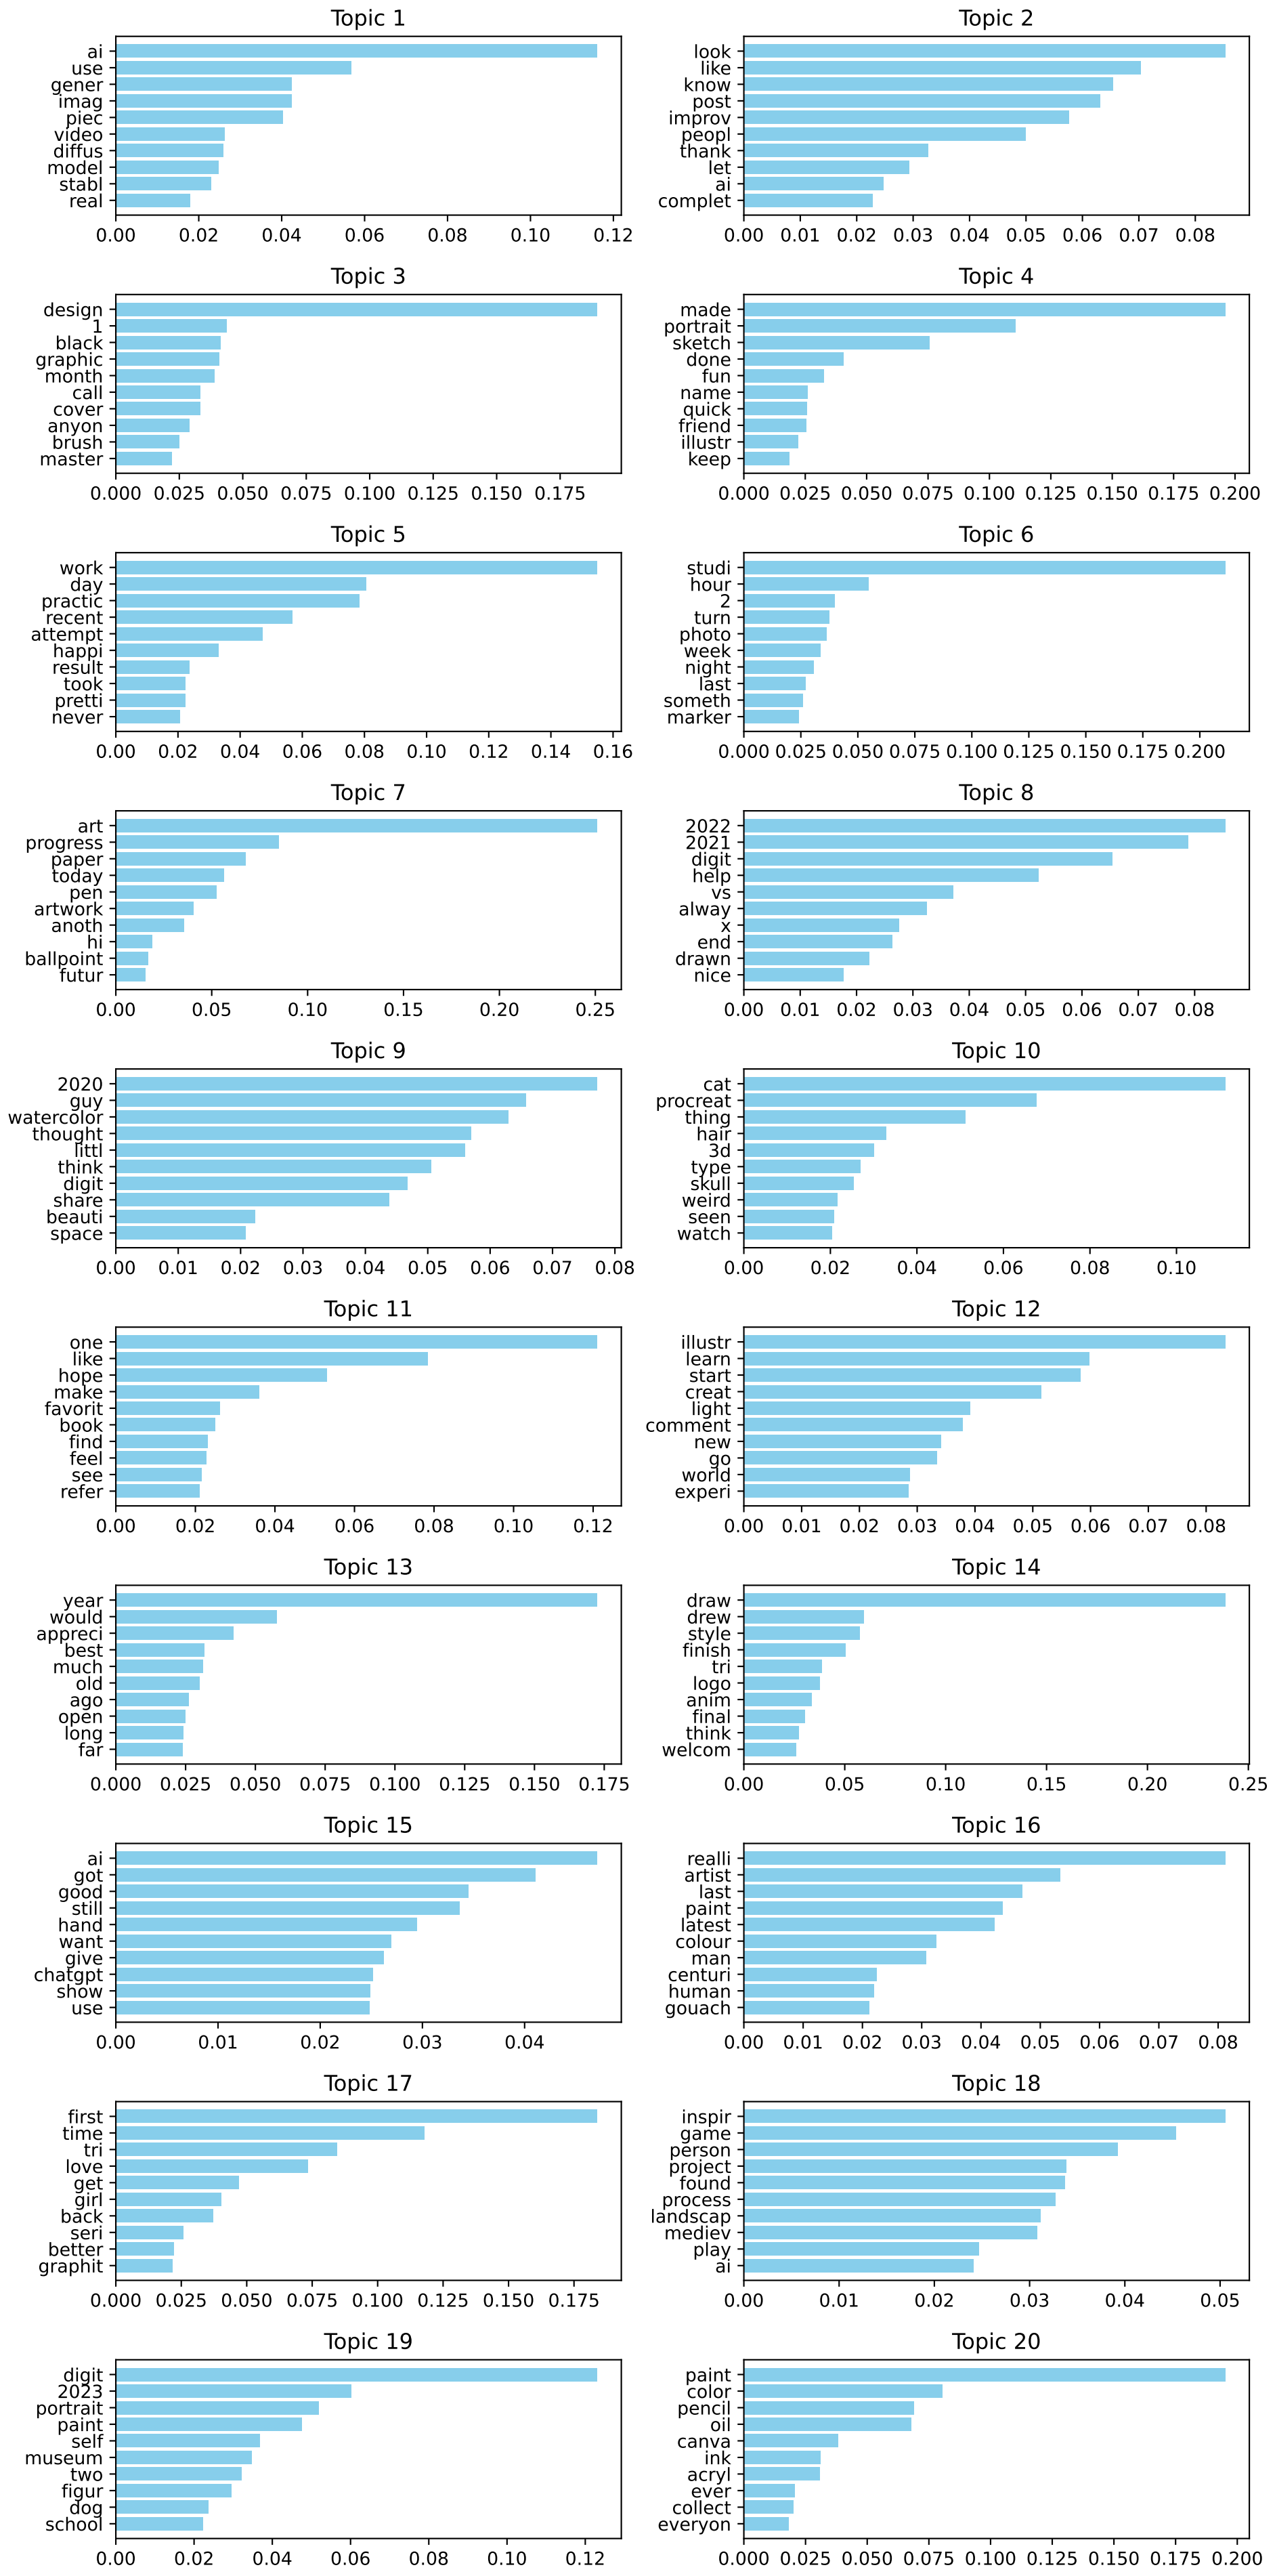 Topic 1
ai
use
gener
imag
piec
video
diffus
model
stabl
real
0.00 0.02 0.04 0.06 0.08 0.10 0.12
Topic 2
look
like
know
post
improv
peopl
thank
let
ai
complet
0.00 0.01 0.02 0.03 0.04 0.05 0.06 0.07 0.08
Topic 3
design
1
black
graphic
month
call
cover
anyon
brush
master
0.000 0.025 0.050 0.075 0.100 0.125 0.150 0.175
Topic 4
made
portrait
sketch
done
fun
name
quick
friend
illustr
keep
0.000 0.025 0.050 0.075 0.100 0.125 0.150 0.175 0.200
Topic 5
work
day
practic
recent
attempt
happi
result
took
pretti
never
0.00 0.02 0.04 0.06 0.08 0.10 0.12 0.14 0.16
Topic 6
studi
hour
2
turn
photo
week
night
last
someth
marker
0.000 0.025 0.050 0.075 0.100 0.125 0.150 0.175 0.200
Topic 7
art
progress
paper
today
pen
artwork
anoth
hi
ballpoint
futur
0.00 0.05 0.10 0.15 0.20 0.25
Topic 8
2022
2021
digit
help
vs
alway
x
end
drawn
nice
0.00 0.01 0.02 0.03 0.04 0.05 0.06 0.07 0.08
Topic 9
2020
guy
watercolor
thought
littl
think
digit
share
beauti
space
0.00 0.01 0.02 0.03 0.04 0.05 0.06 0.07 0.08
Topic 10
cat
procreat
thing
hair
3d
type
skull
weird
seen
watch
0.00 0.02 0.04 0.06 0.08 0.10
Topic 11
one
like
hope
make
favorit
book
find
feel
see
refer
0.00 0.02 0.04 0.06 0.08 0.10 0.12
Topic 12
illustr
learn
start
creat
light
comment
new
go
world
experi
0.00 0.01 0.02 0.03 0.04 0.05 0.06 0.07 0.08
Topic 13
year
would
appreci
best
much
old
ago
open
long
far
0.000 0.025 0.050 0.075 0.100 0.125 0.150 0.175
Topic 14
draw
drew
style
finish
tri
logo
anim
final
think
welcom
0.00 0.05 0.10 0.15 0.20 0.25
Topic 15
ai
got
good
still
hand
want
give
chatgpt
show
use
0.00 0.01 0.02 0.03 0.04
Topic 16
realli
artist
last
paint
latest
colour
man
centuri
human
gouach
0.00 0.01 0.02 0.03 0.04 0.05 0.06 0.07 0.08
Topic 17
first
time
tri
love
get
girl
back
seri
better
graphit
0.000 0.025 0.050 0.075 0.100 0.125 0.150 0.175
Topic 18
inspir
game
person
project
found
process
landscap
mediev
play
ai
0.00 0.01 0.02 0.03 0.04 0.05
Topic 19
digit
2023
portrait
paint
self
museum
two
figur
dog
school
0.00 0.02 0.04 0.06 0.08 0.10 0.12
Topic 20
paint
color
pencil
oil
canva
ink
acryl
ever
collect
everyon
0.000 0.025 0.050 0.075 0.100 0.125 0.150 0.175 0.200